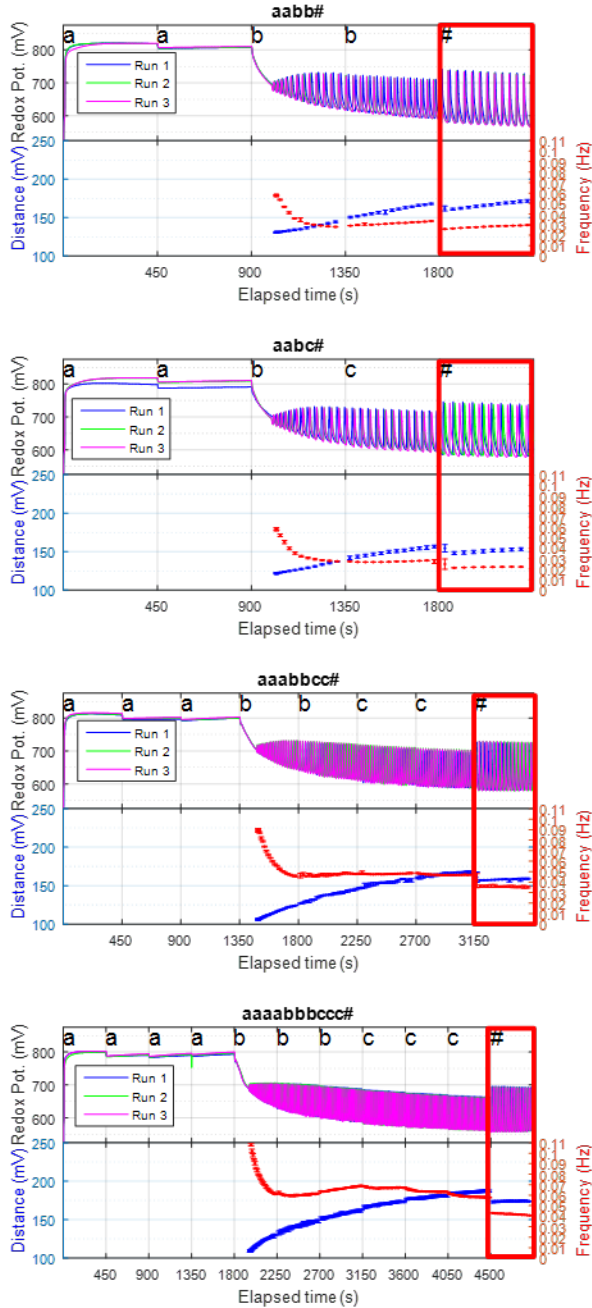 aabb#
a a b b #
Redox Pot. (mV)
800
700
600
Run 1
Run 2
Run 3
Distance (mV)
250
200
150
100
0.11
0.1
0.09
0.08
0.07
0.06
0.05
0.04
0.03
0.02
0.01
0
Frequency (Hz)
450 900 1350 1800
Elapsed time (s)
aabc#
a a b c #
Redox Pot. (mV)
800
700
600
Run 1
Run 2
Run 3
Distance (mV)
250
200
150
100
0.11
0.1
0.09
0.08
0.07
0.06
0.05
0.04
0.03
0.02
0.01
0
Frequency (Hz)
450 900 1350 1800
Elapsed time (s)
aaabbcc#
a a a b b c c #
Redox Pot. (mV)
800
700
600
Run 1
Run 2
Run 3
Distance (mV)
250
200
150
100
0.11
0.1
0.09
0.08
0.07
0.06
0.05
0.04
0.03
0.02
0.01
0
Frequency (Hz)
450 900 1350 1800 2250 2700 3150
Elapsed time (s)
aaaabbbccc#
a a a a b b b c c c #
Redox Pot. (mV)
800
700
600
Run 1
Run 2
Run 3
Distance (mV)
250
200
150
100
0.11
0.1
0.09
0.08
0.07
0.06
0.05
0.04
0.03
0.02
0.01
0
Frequency (Hz)
450 900 1350 1800 2250 2700 3150 3600 4050 4500
Elapsed time (s)